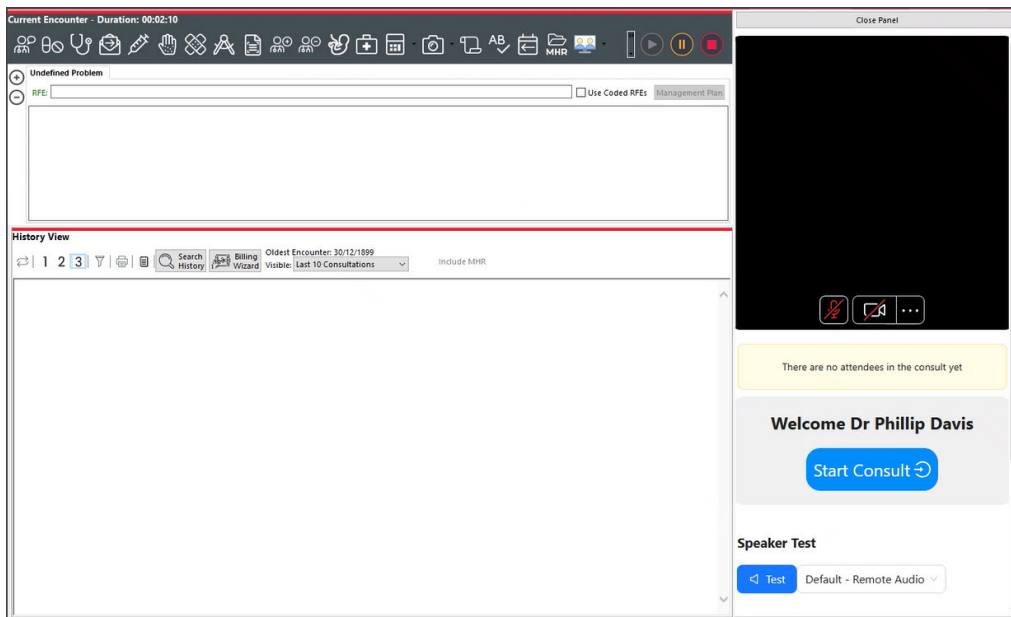 Current Encounter - Duration: 00:02:10
AB
MHR
Undefined Problem
RFE:
Use Coded RFEs
Management Plan
History View
1 2 3
Search History
Billing Wizard
Oldest Encounter: 30/12/1899
Visible: Last 10 Consultations
Include MHR
Close Panel
There are no attendees in the consult yet
Welcome Dr Phillip Davis
Start Consult
Speaker Test
Test
Default - Remote Audio